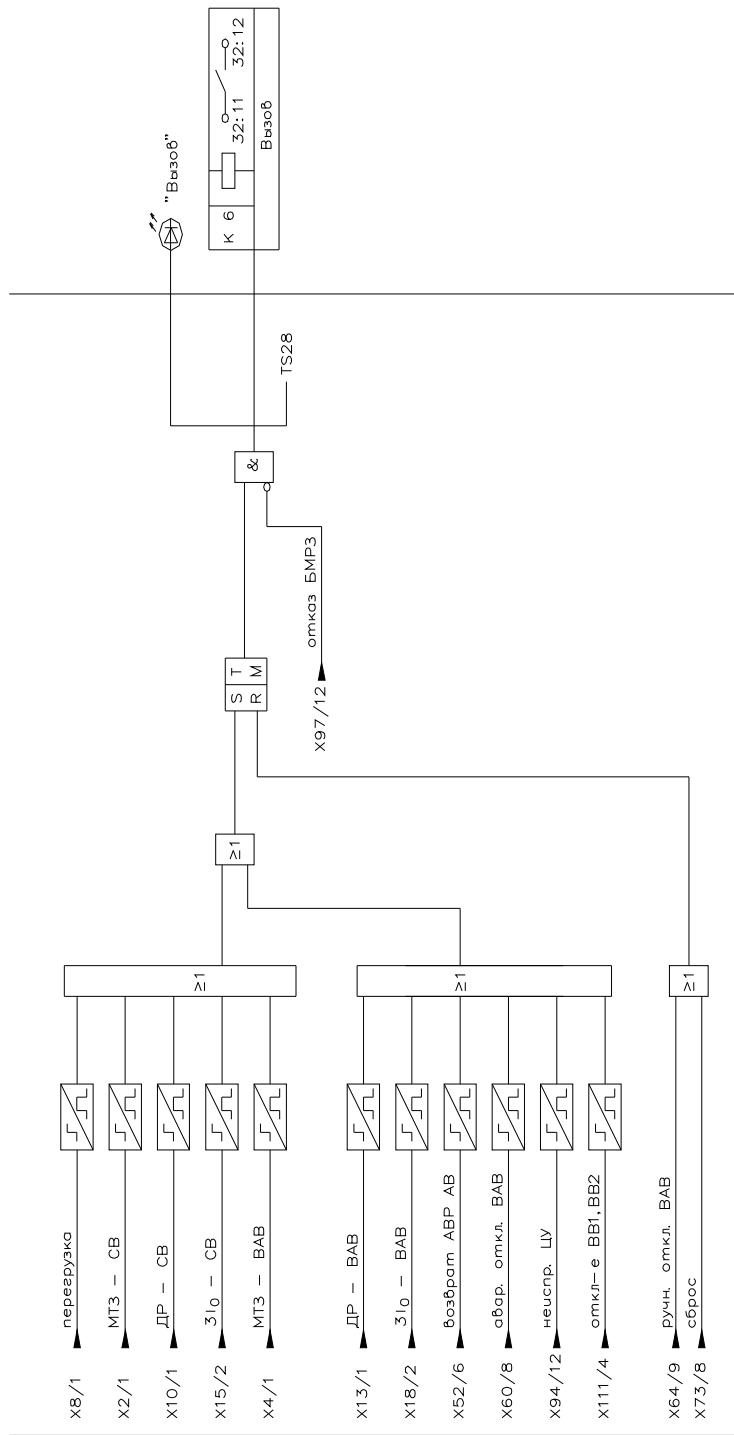 X8/1 перегрузка
X2/1 МТЗ – СВ
X10/1 ДР – СВ
X15/2 3I0 – СВ
X4/1 МТЗ – ВАВ
≥1
X13/1 ДР – ВАВ
X18/2 3I0 – ВАВ
X52/6 возврат АВР АВ
X60/8 авар. откл. ВАВ
X94/12 неиспр. ЦУ
X111/4 откл–е ВВ1,ВВ2
≥1
X64/9 ручн. откл. ВАВ
X73/8 сброс
≥1
≥1
S T
R M
X97/12 отказ БМРЗ
&
TS28
"Вызов"
К 6
32:11 32:12
Вызов